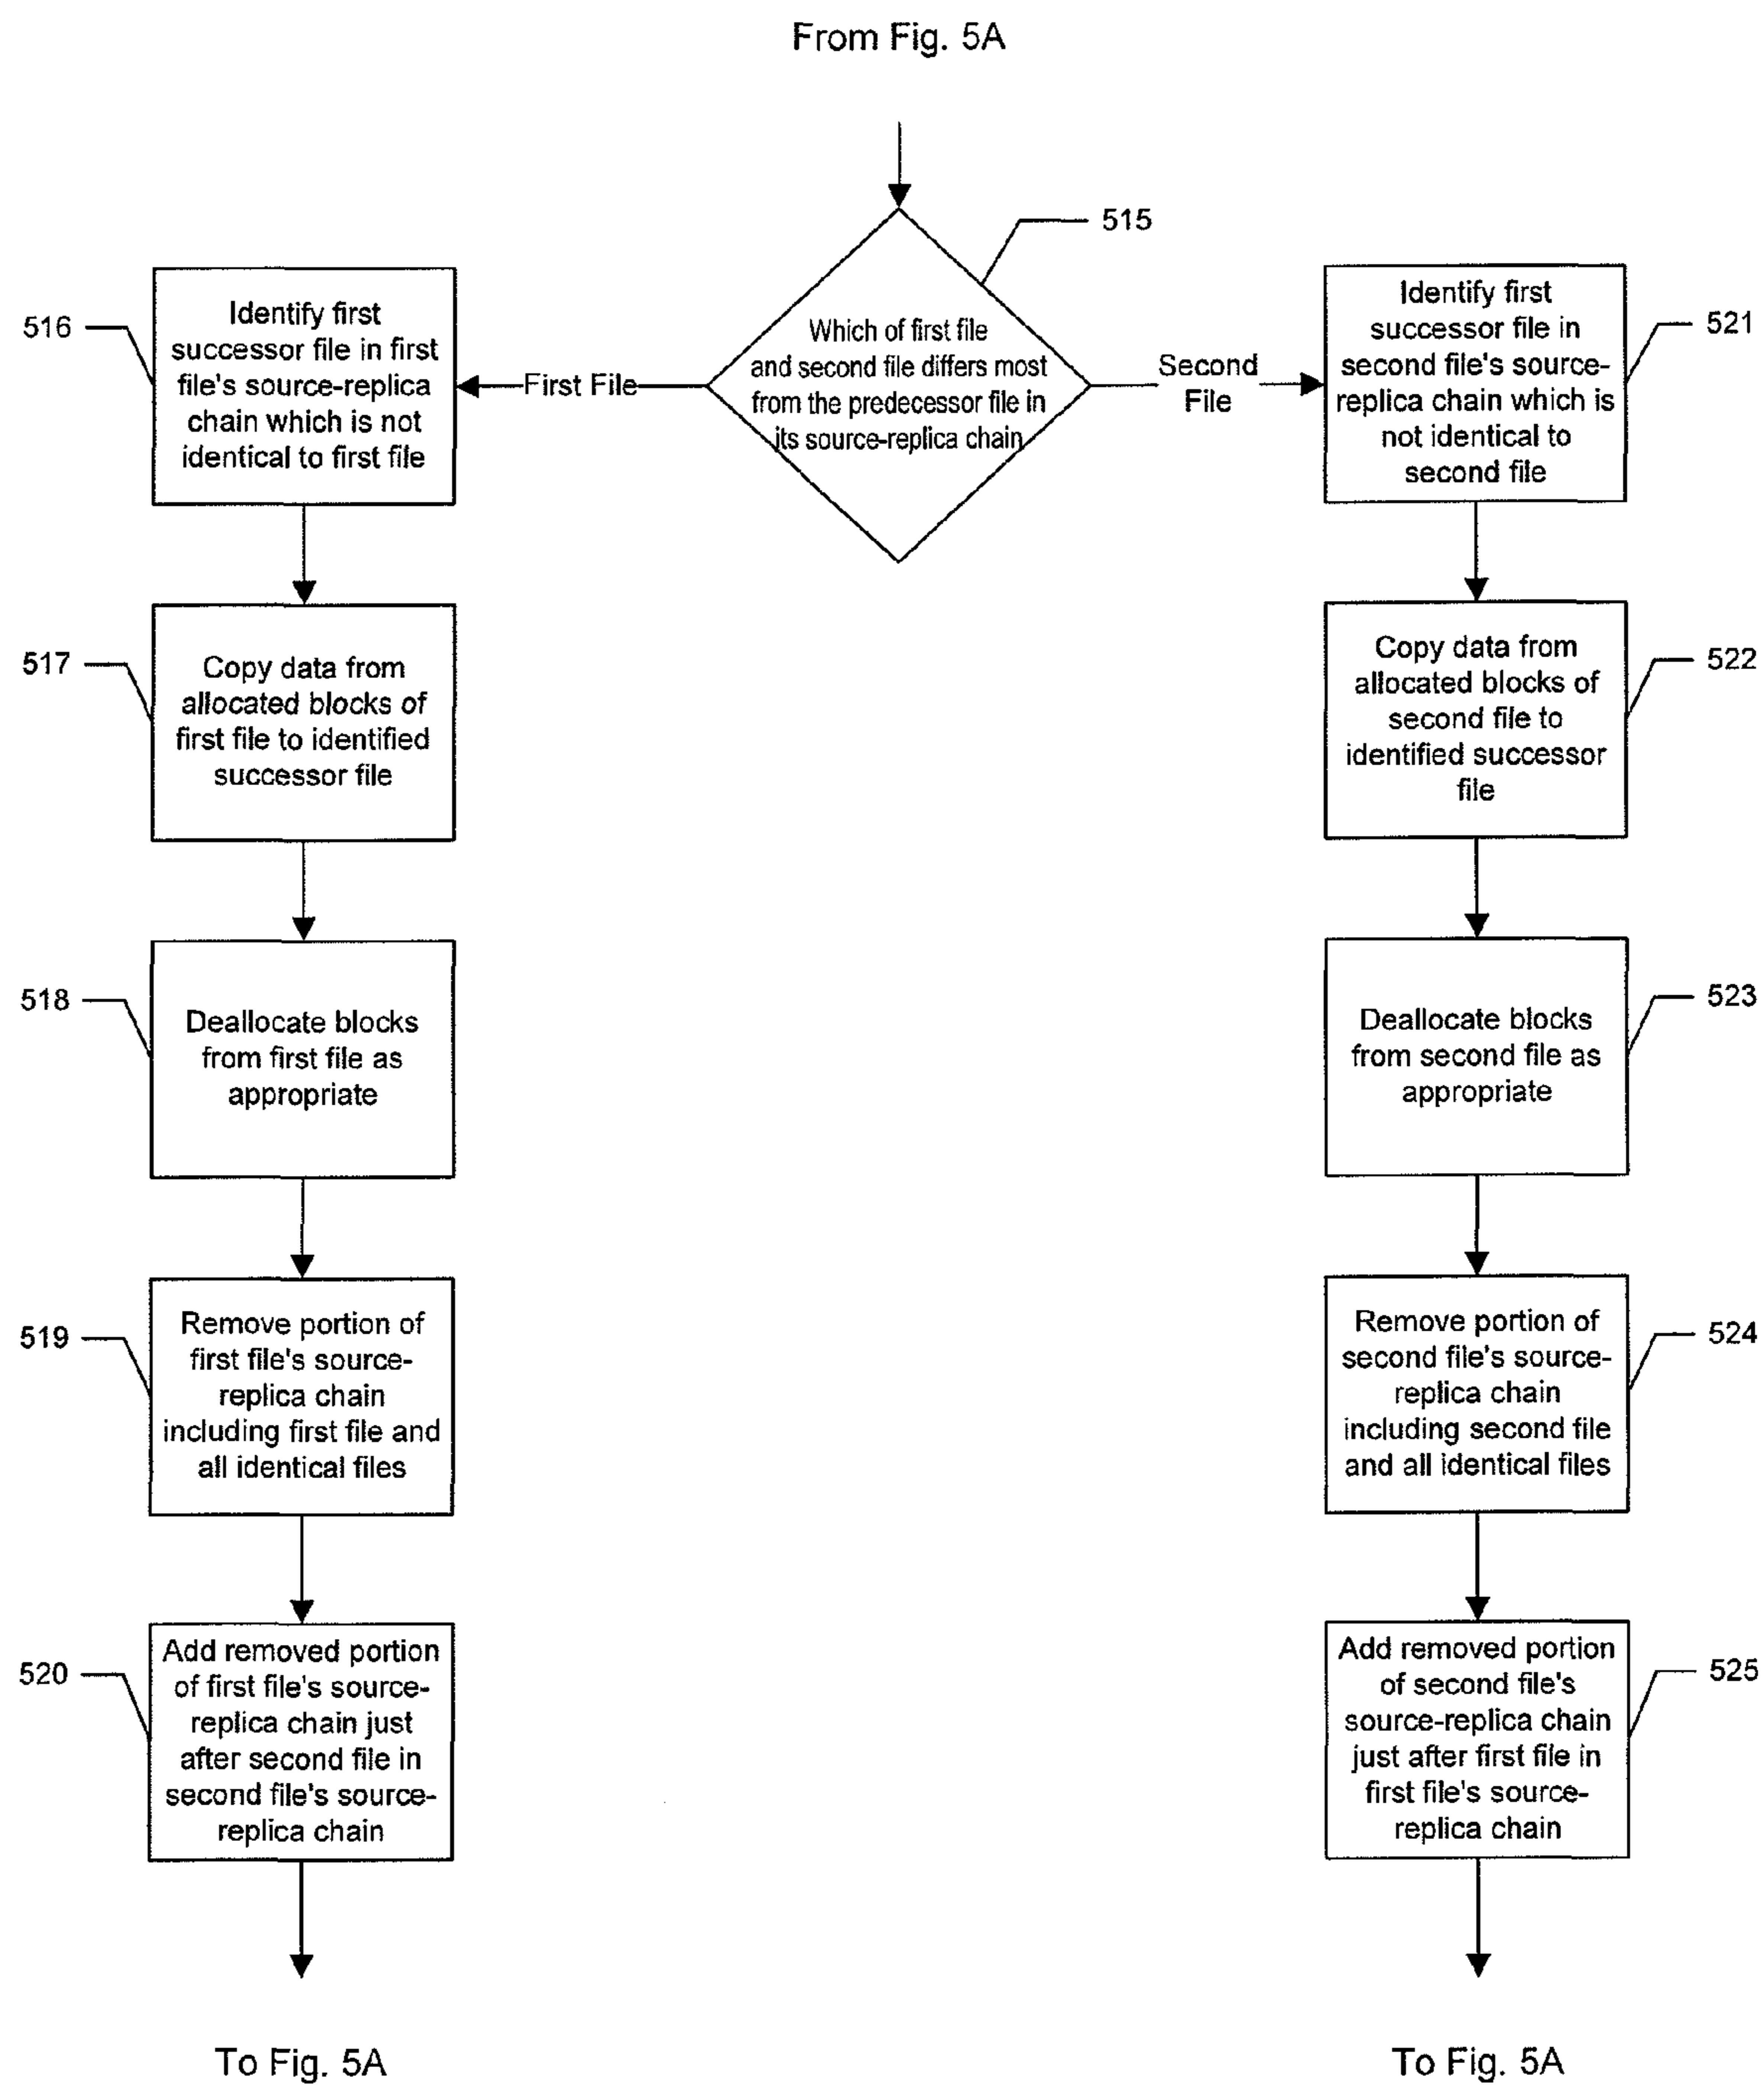 From Fig. 5A
515
Which of first file
and second file differs most
from the predecessor file in
its source-replica chain
First File
Second
File
516
Identify first
successor file in first
file's source-replica
chain which is not
identical to first file
517
Copy data from
allocated blocks of
first file to identified
successor file
518
Deallocate blocks
from first file as
appropriate
519
Remove portion of
first file's source-
replica chain
including first file and
all identical files
520
Add removed portion
of first file's source-
replica chain just
after second file in
second file's source-
replica chain
To Fig. 5A
521
Identify first
successor file in
second file's source-
replica chain which is
not identical to
second file
522
Copy data from
allocated blocks of
second file to
identified successor
file
523
Deallocate blocks
from second file as
appropriate
524
Remove portion of
second file's source-
replica chain
including second file
and all identical files
525
Add removed portion
of second file's
source-replica chain
just after first file in
first file's source-
replica chain
To Fig. 5A